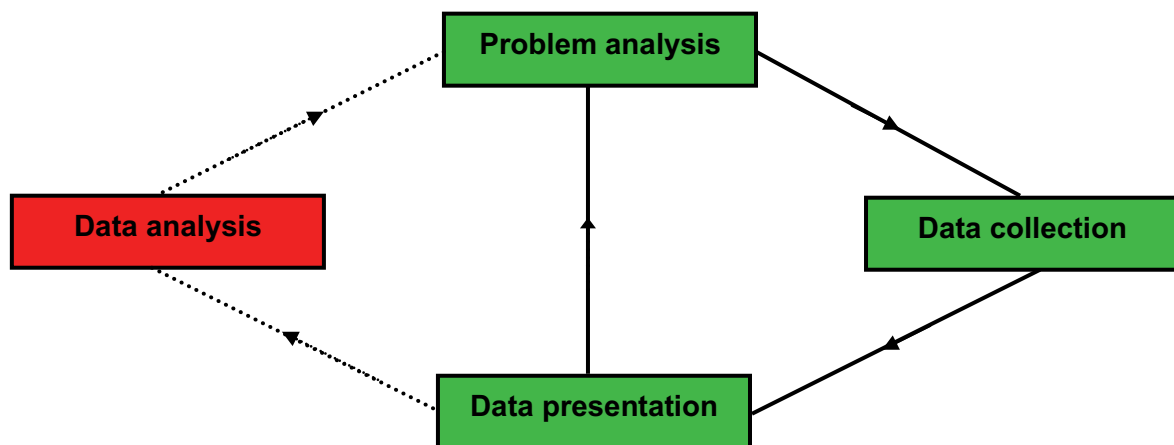 Problem analysis
Data analysis
Data collection
Data presentation